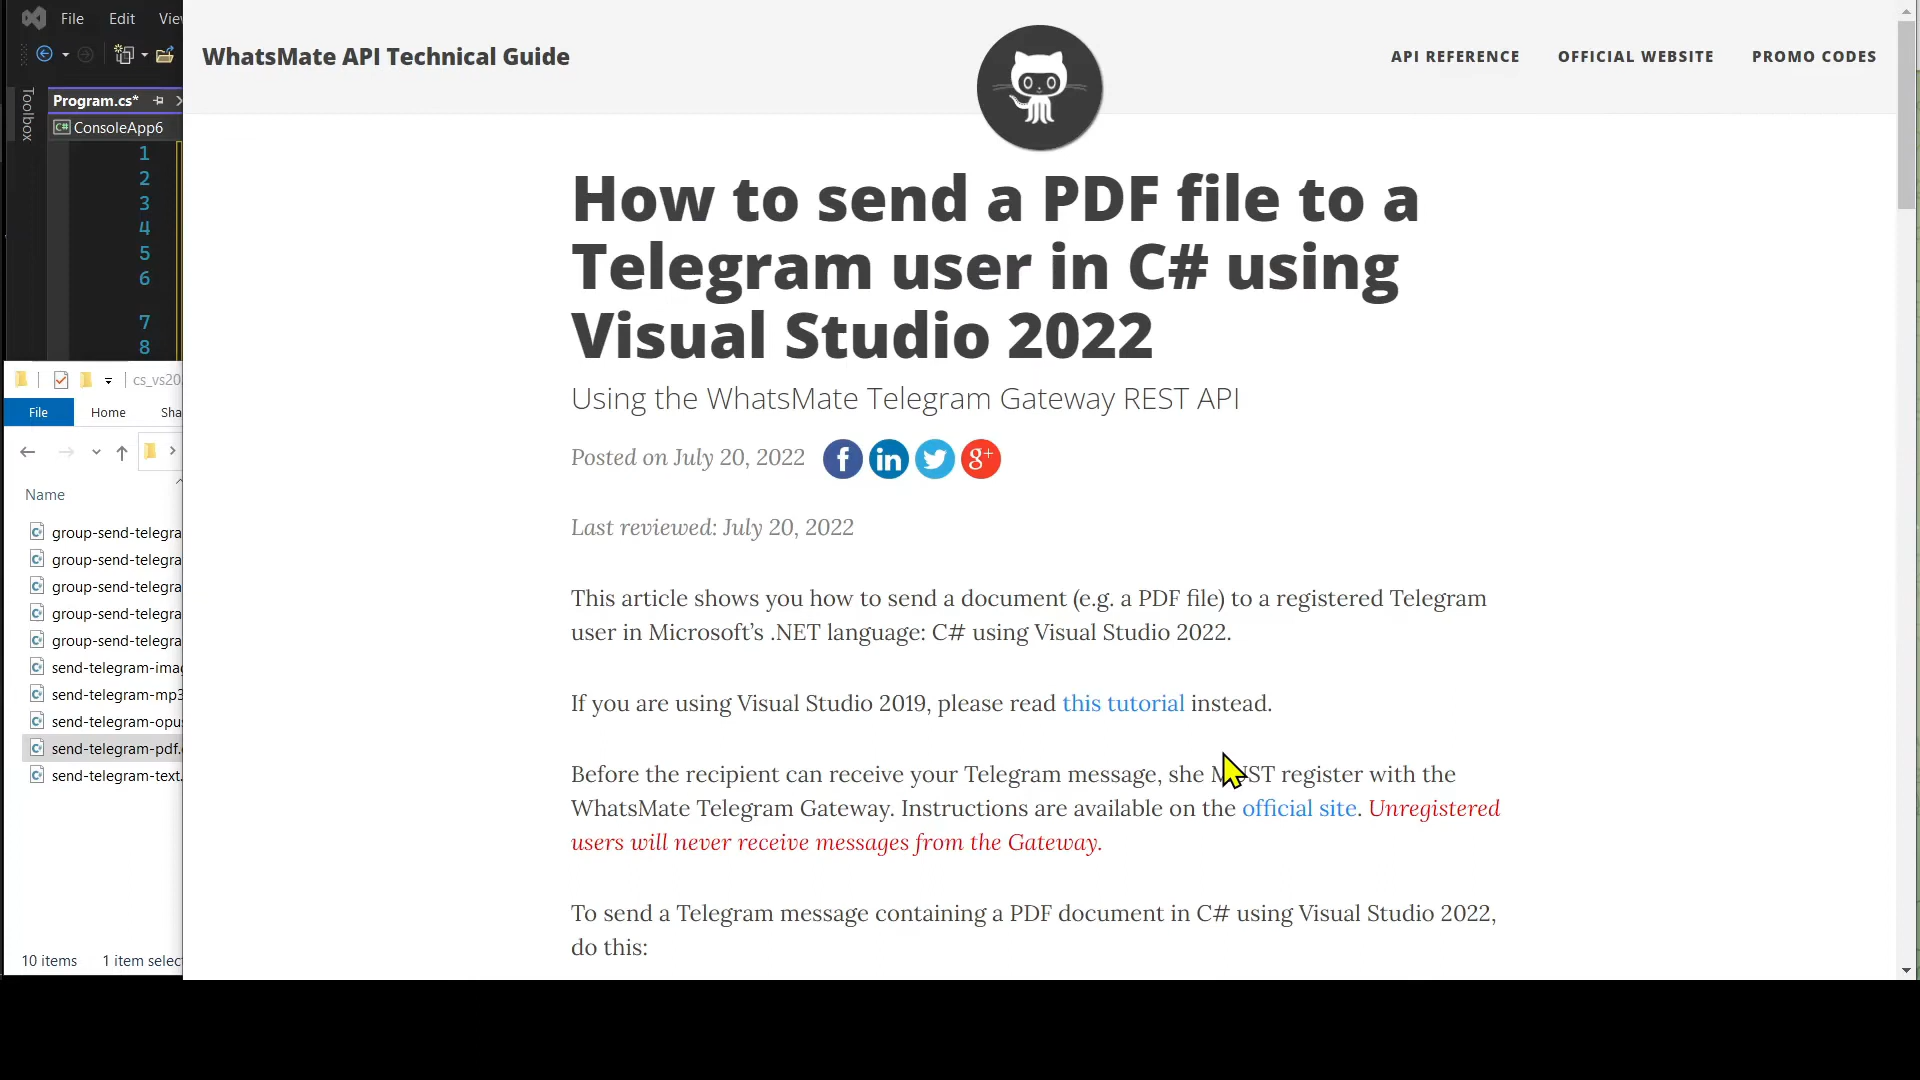 File Edit
WhatsMate API Technical Guide
API REFERENCE OFFICIAL WEBSITE PROMO CODES
Toolbox
Program.cs*
ConsoleApp6
1
2
3
4
5
6
7
8
How to send a PDF file to a
Telegram user in C# using
Visual Studio 2022
Using the WhatsMate Telegram Gateway REST API
Posted on July 20, 2022
Last reviewed: July 20, 2022
This article shows you how to send a document (e.g. a PDF file) to a registered Telegram
user in Microsoft's .NET language: C# using Visual Studio 2022.
If you are using Visual Studio 2019, please read this tutorial instead.
Before the recipient can receive your Telegram message, she MUST register with the
WhatsMate Telegram Gateway. Instructions are available on the official site. Unregistered
users will never receive messages from the Gateway.
To send a Telegram message containing a PDF document in C# using Visual Studio 2022,
do this:
cs_vs20
File Home Sha
Name
group-send-telegra
group-send-telegra
group-send-telegra
group-send-telegra
group-send-telegra
send-telegram-imag
send-telegram-mp3
send-telegram-opus
send-telegram-pdf.
send-telegram-text.
10 items 1 item selec